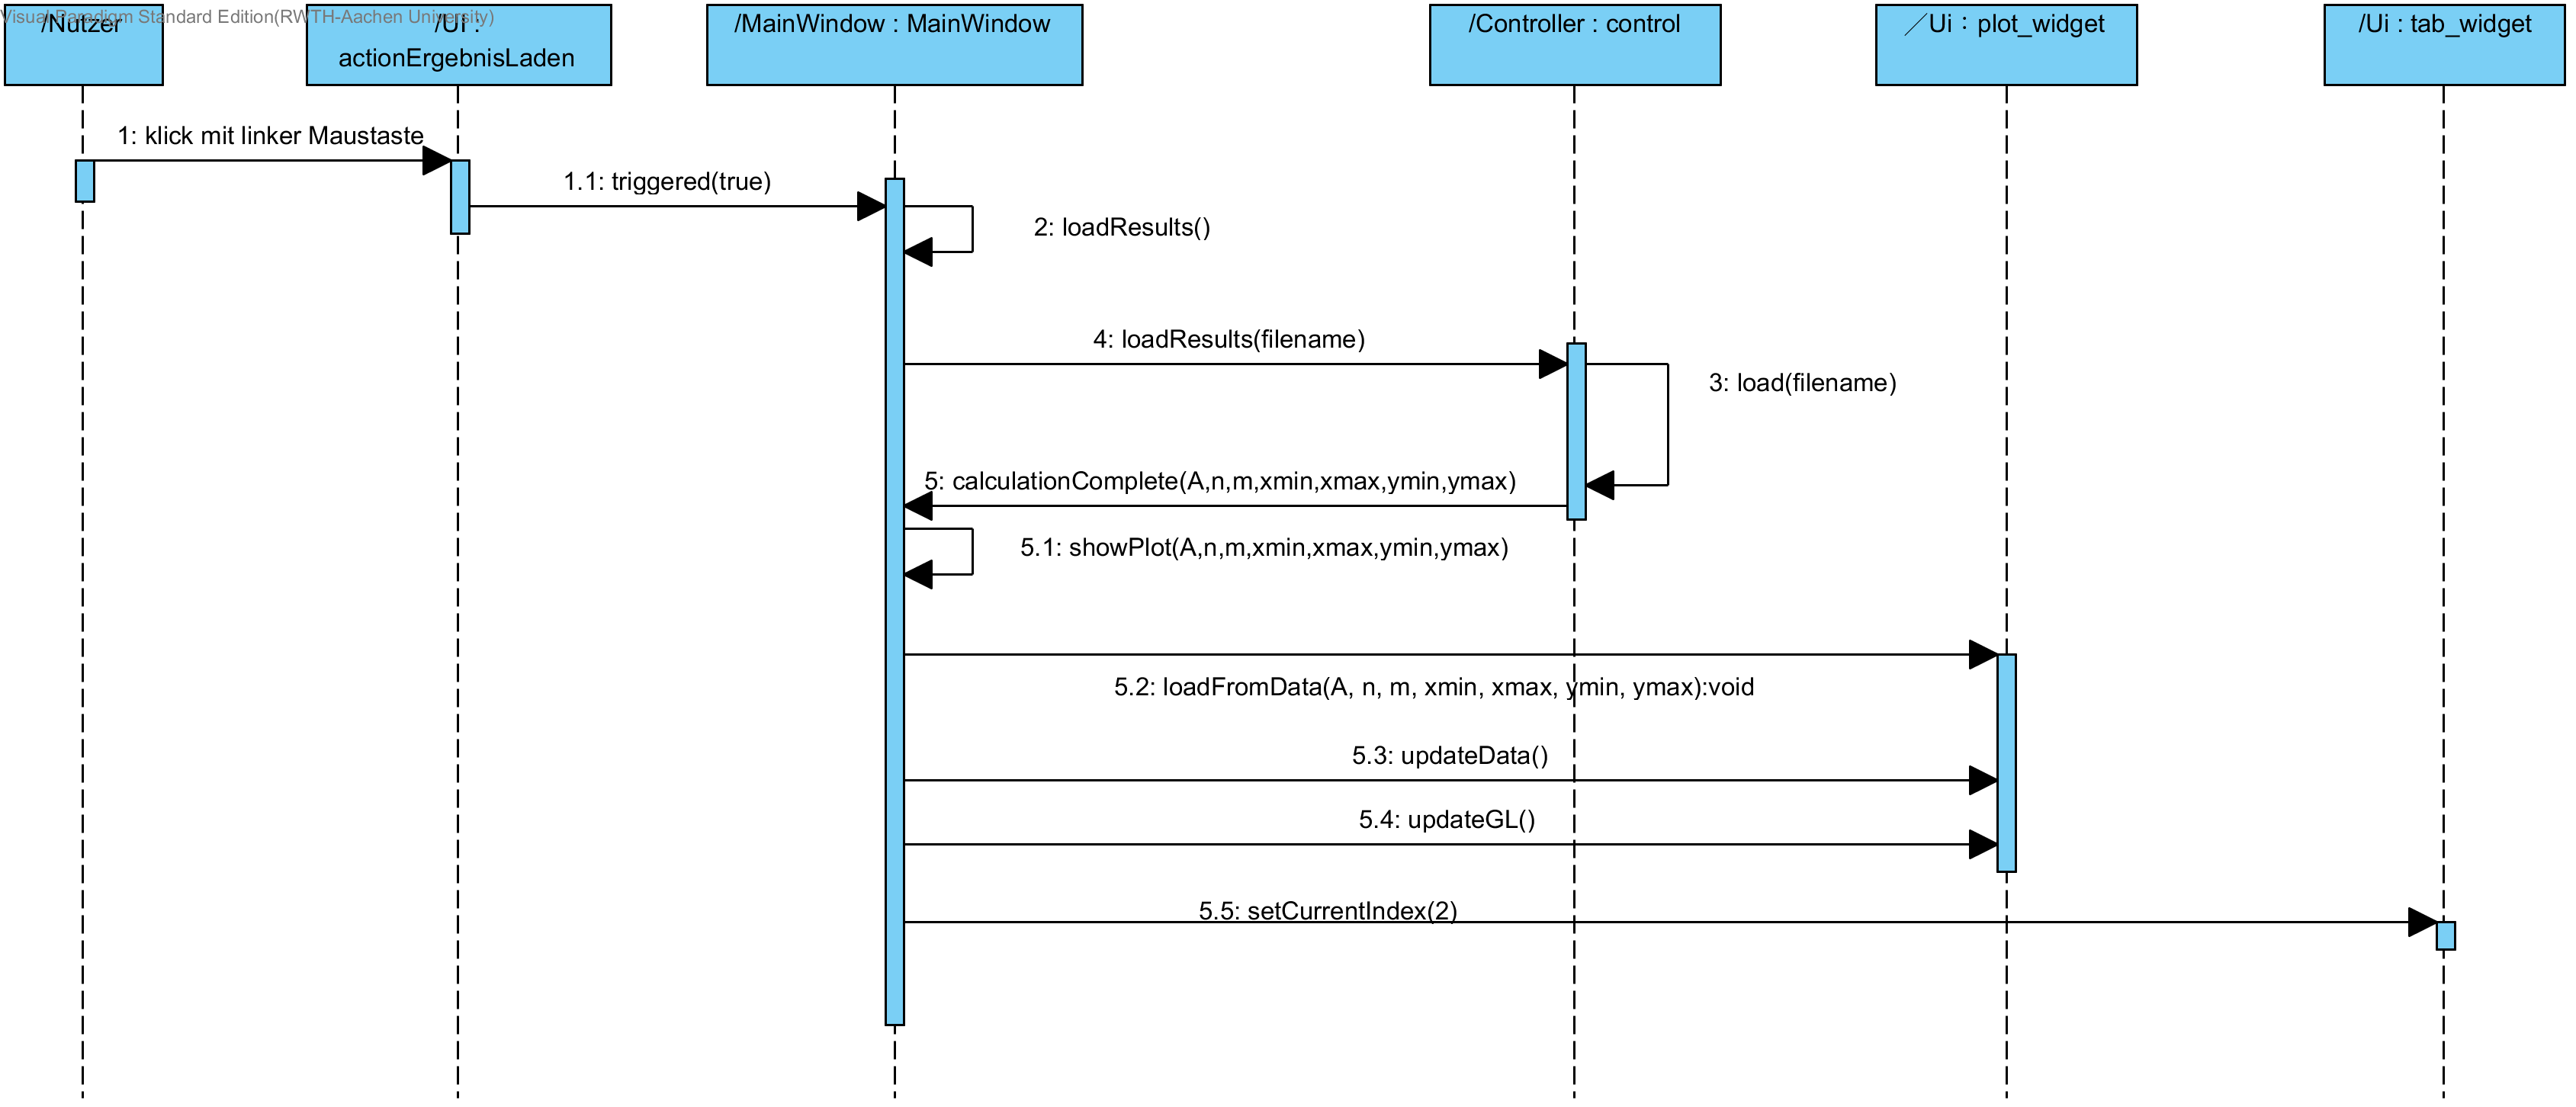 Visual Paradigm Standard Edition(RWTH-Aachen University)
/Nutzer
/UI :
actionErgebnisLaden
/MainWindow : MainWindow
/Controller : control
／Ui：plot_widget
/Ui : tab_widget
1: klick mit linker Maustaste
1.1: triggered(true)
2: loadResults()
4: loadResults(filename)
3: load(filename)
5: calculationComplete(A,n,m,xmin,xmax,ymin,ymax)
5.1: showPlot(A,n,m,xmin,xmax,ymin,ymax)
5.2: loadFromData(A, n, m, xmin, xmax, ymin, ymax):void
5.3: updateData()
5.4: updateGL()
5.5: setCurrentIndex(2)